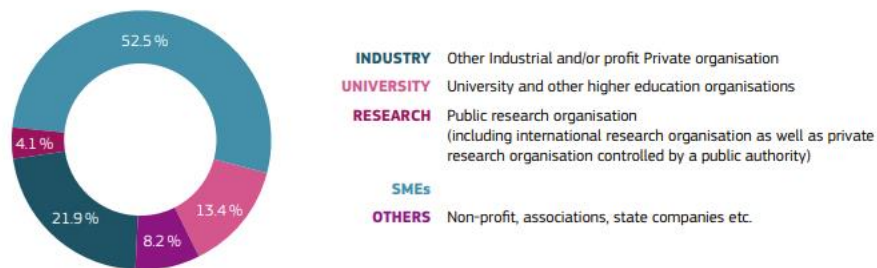 52.5 %
4.1 %
21.9 %
8.2 %
13.4 %
INDUSTRY Other Industrial and/or profit Private organisation
UNIVERSITY University and other higher education organisations
RESEARCH Public research organisation
(including international research organisation as well as private
research organisation controlled by a public authority)
SMEs
OTHERS Non-profit, associations, state companies etc.